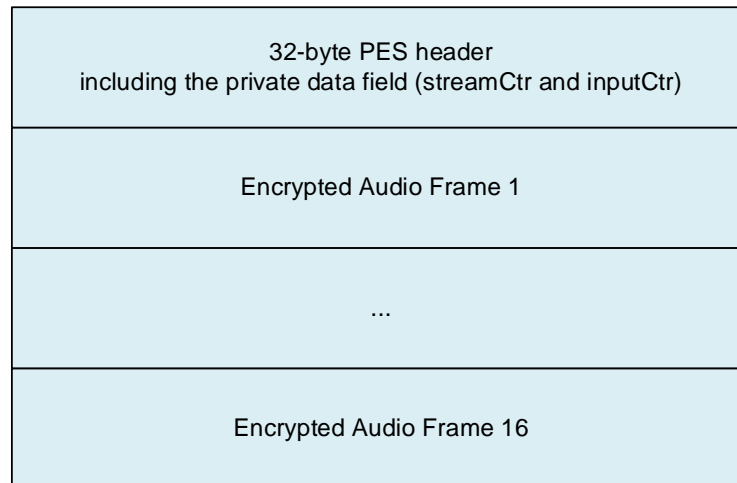 32-byte PES header
including the private data field (streamCtr and inputCtr)
Encrypted Audio Frame 1
...
Encrypted Audio Frame 16